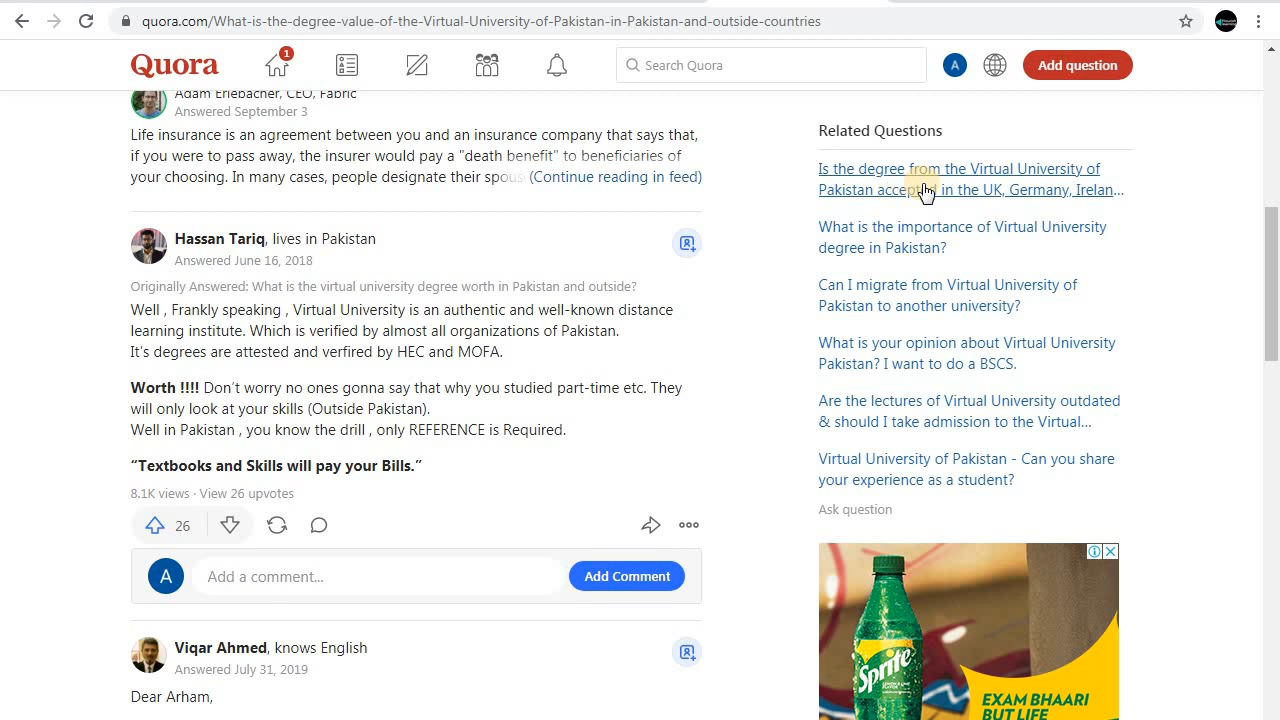 quora.com/What-is-the-degree-value-of-the-Virtual-University-of-Pakistan-in-Pakistan-and-outside-countries
Quora
1
Search Quora
A
Add question
Adam Erlebacher, CEO, Fabric
Answered September 3
Life insurance is an agreement between you and an insurance company that says that,
if you were to pass away, the insurer would pay a "death benefit" to beneficiaries of
your choosing. In many cases, people designate their spous
(Continue reading in feed)
Hassan Tariq, lives in Pakistan
Answered June 16, 2018
Originally Answered: What is the virtual university degree worth in Pakistan and outside?
Well , Frankly speaking , Virtual University is an authentic and well-known distance
learning institute. Which is verified by almost all organizations of Pakistan.
It's degrees are attested and verfired by HEC and MOFA.
Worth !!!! Don't worry no ones gonna say that why you studied part-time etc. They
will only look at your skills (Outside Pakistan).
Well in Pakistan , you know the drill , only REFERENCE is Required.
“Textbooks and Skills will pay your Bills.”
8.1K views · View 26 upvotes
26
A
Add a comment...
Add Comment
Viqar Ahmed, knows English
Answered July 31, 2019
Dear Arham,
Related Questions
Is the degree from the Virtual University of
Pakistan accepted in the UK, Germany, Irelan...
What is the importance of Virtual University
degree in Pakistan?
Can I migrate from Virtual University of
Pakistan to another university?
What is your opinion about Virtual University
Pakistan? I want to do a BSCS.
Are the lectures of Virtual University outdated
& should I take admission to the Virtual...
Virtual University of Pakistan - Can you share
your experience as a student?
Ask question
Sprite
EXAM BHAARI
BUT LIFE